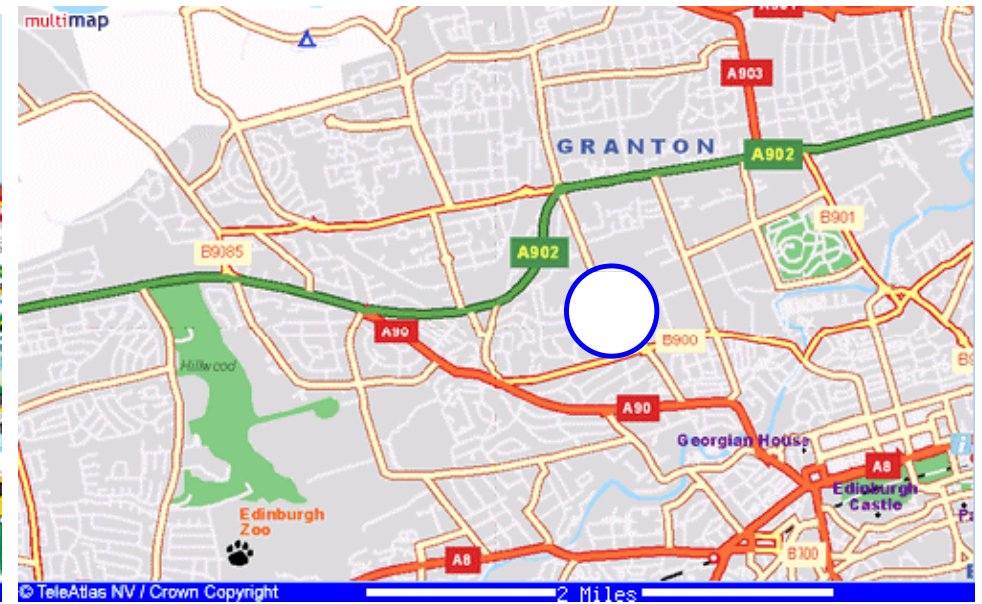 multimap
A903
GRANTON
A902
B901
A902
B9085
A90
B900
Hillwood
A90
Georgian House
A8
Edinburgh
Castle
Edinburgh
Zoo
A8
B700
© TeleAtlas NV / Crown Copyright
2 Miles